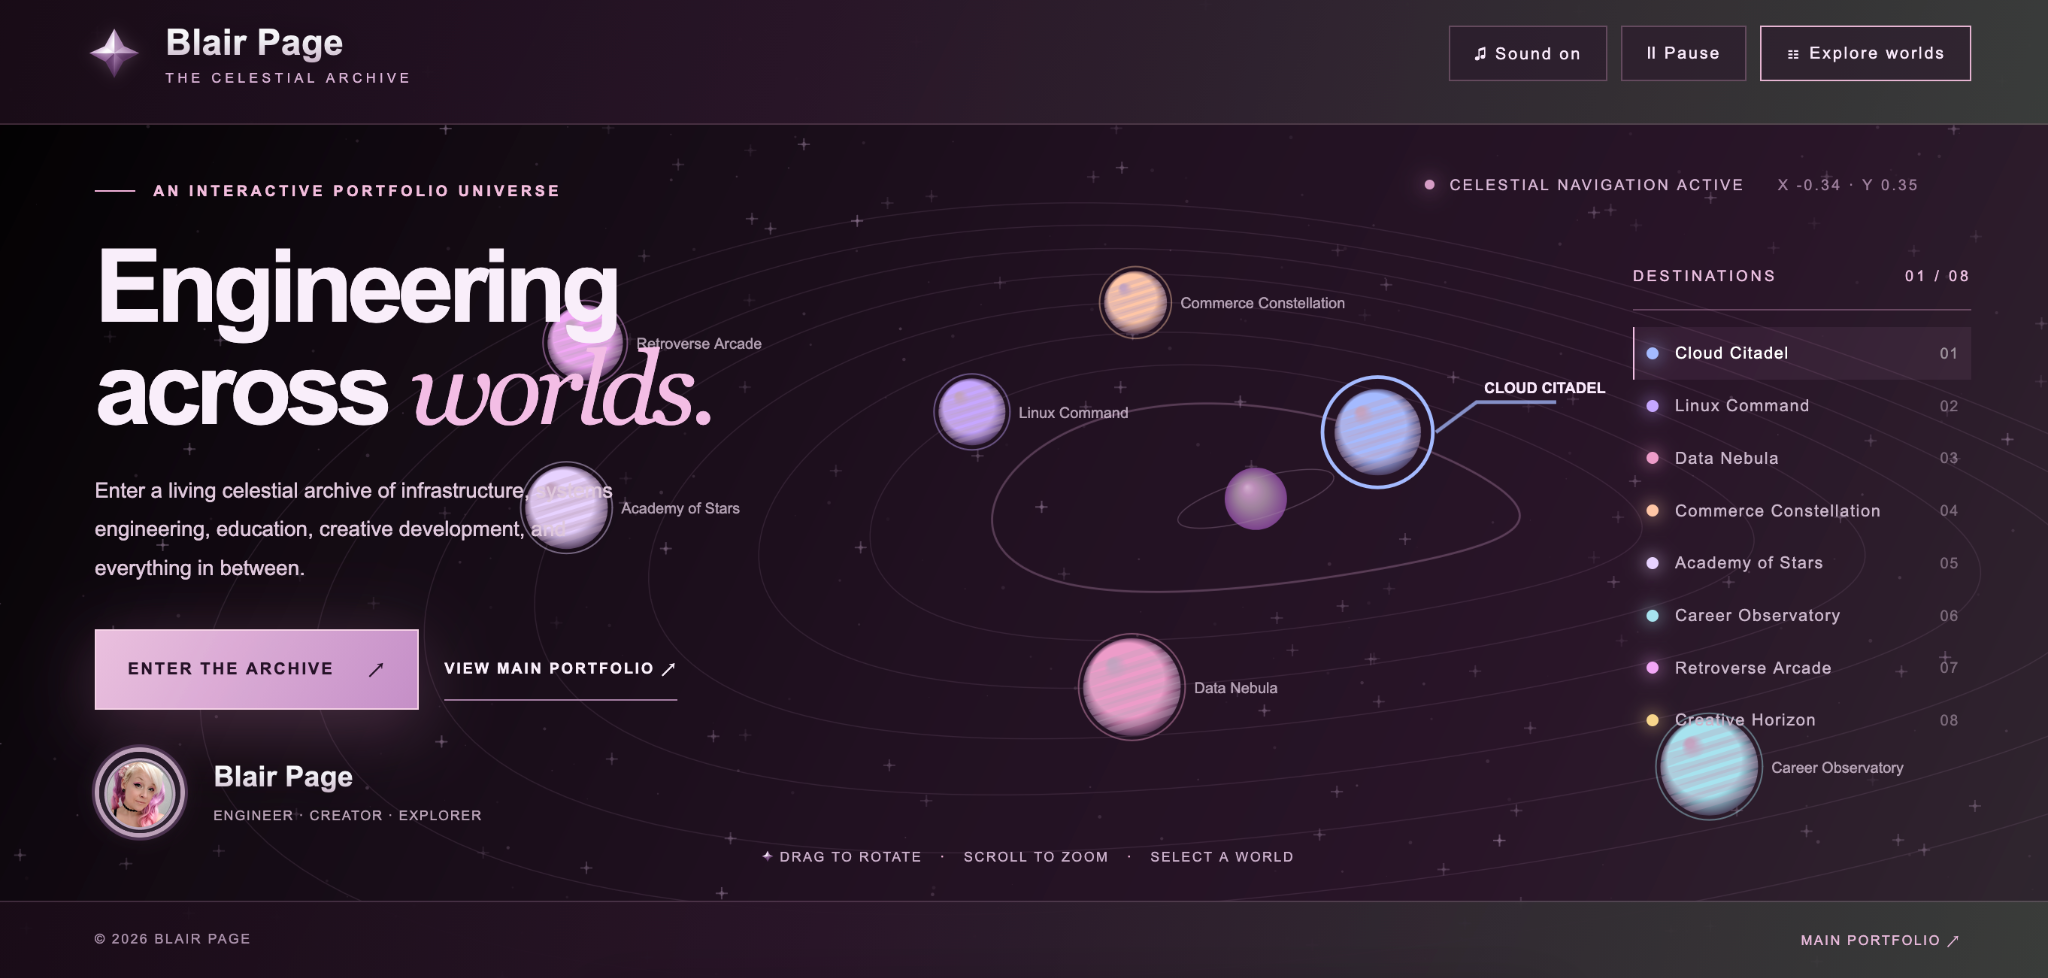 Blair Page
THE CELESTIAL ARCHIVE
♫ Sound on
II Pause
☷ Explore worlds
AN INTERACTIVE PORTFOLIO UNIVERSE
CELESTIAL NAVIGATION ACTIVE
X -0.34 · Y 0.35
Engineering
across worlds.
Enter a living celestial archive of infrastructure, systems
engineering, education, creative development, and
everything in between.
ENTER THE ARCHIVE ↗
VIEW MAIN PORTFOLIO ↗
Blair Page
ENGINEER · CREATOR · EXPLORER
Retroverse Arcade
Academy of Stars
Linux Command
Commerce Constellation
CLOUD CITADEL
Data Nebula
Career Observatory
DESTINATIONS 01 / 08
Cloud Citadel 01
Linux Command 02
Data Nebula 03
Commerce Constellation 04
Academy of Stars 05
Career Observatory 06
Retroverse Arcade 07
Creative Horizon 08
DRAG TO ROTATE · SCROLL TO ZOOM · SELECT A WORLD
© 2026 BLAIR PAGE
MAIN PORTFOLIO ↗